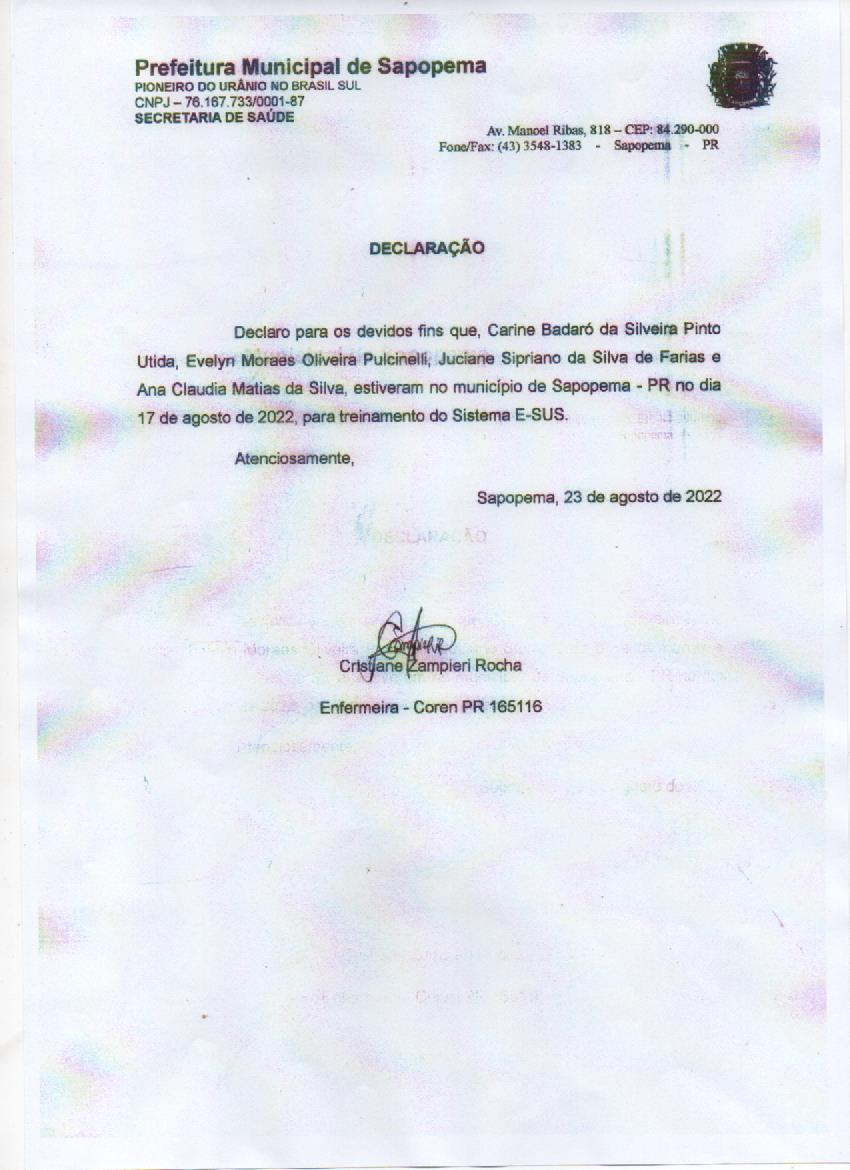 Prefeitura Municipal de Sapopema
PIONEIRO DO URÂNIO NO BRASIL SUL
CNPJ – 76.167.733/0001-87
SECRETARIA DE SAÚDE
Av. Manoel Ribas, 818 – CEP: 84.290-000
Fone/Fax: (43) 3548-1383 - Sapopema - PR
DECLARAÇÃO
Declaro para os devidos fins que, Carine Badaró da Silveira Pinto
Utida, Evelyn Moraes Oliveira Pulcinelli, Juciane Sipriano da Silva de Farias e
Ana Claudia Matias da Silva, estiveram no município de Sapopema - PR no dia
17 de agosto de 2022, para treinamento do Sistema E-SUS.
Atenciosamente,
Sapopema, 23 de agosto de 2022
DECLARAÇÃO
Cristiane Zampieri Rocha
Enfermeira - Coren PR 165116